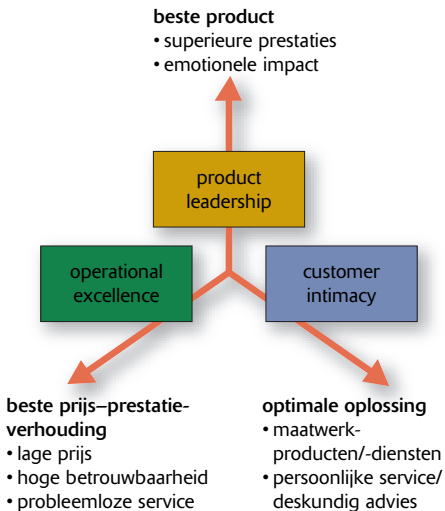 beste product
• superieure prestaties
• emotionele impact
product
leadership
operational
excellence
customer
intimacy
beste prijs–prestatie-
verhouding
• lage prijs
• hoge betrouwbaarheid
• probleemloze service
optimale oplossing
• maatwerk-
producten/-diensten
• persoonlijke service/
deskundig advies